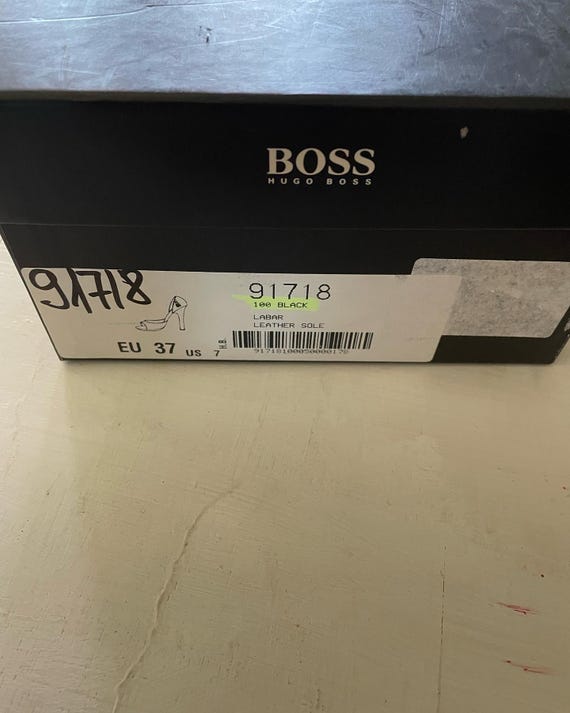 BOSS
HUGO BOSS
91718
91718
100 BLACK
LABAR
LEATHER SOLE
EU 37 US 7
H.B.